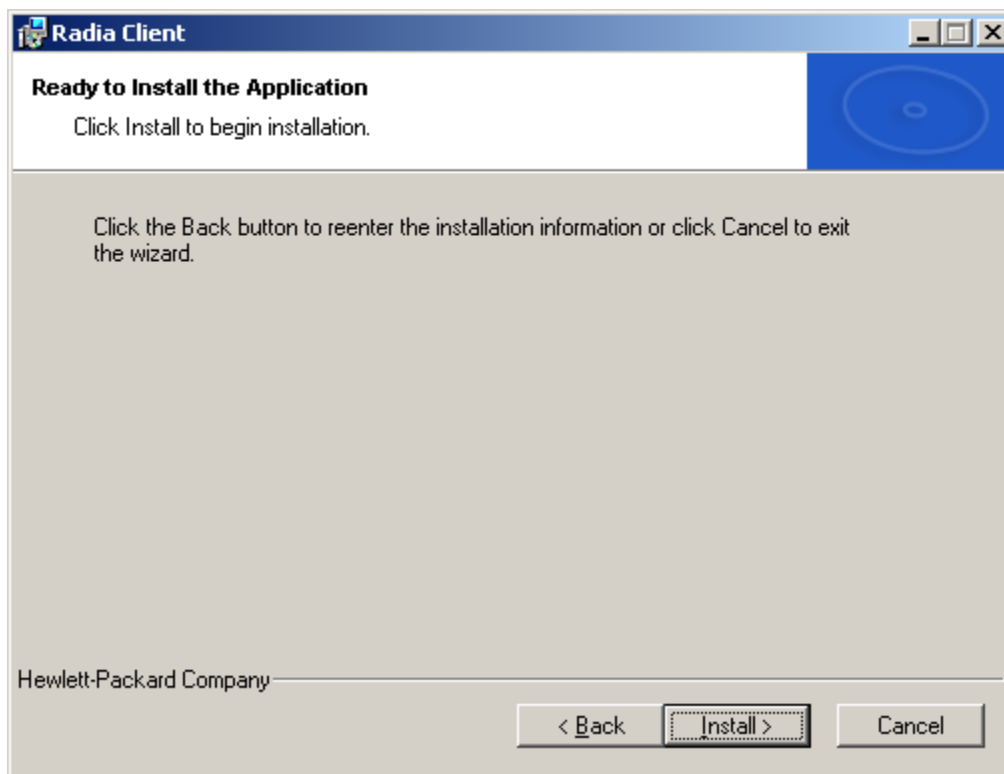 Radia Client
Ready to Install the Application
Click Install to begin installation.
Click the Back button to reenter the installation information or click Cancel to exit
the wizard.
Hewlett-Packard Company
< Back
Install >
Cancel